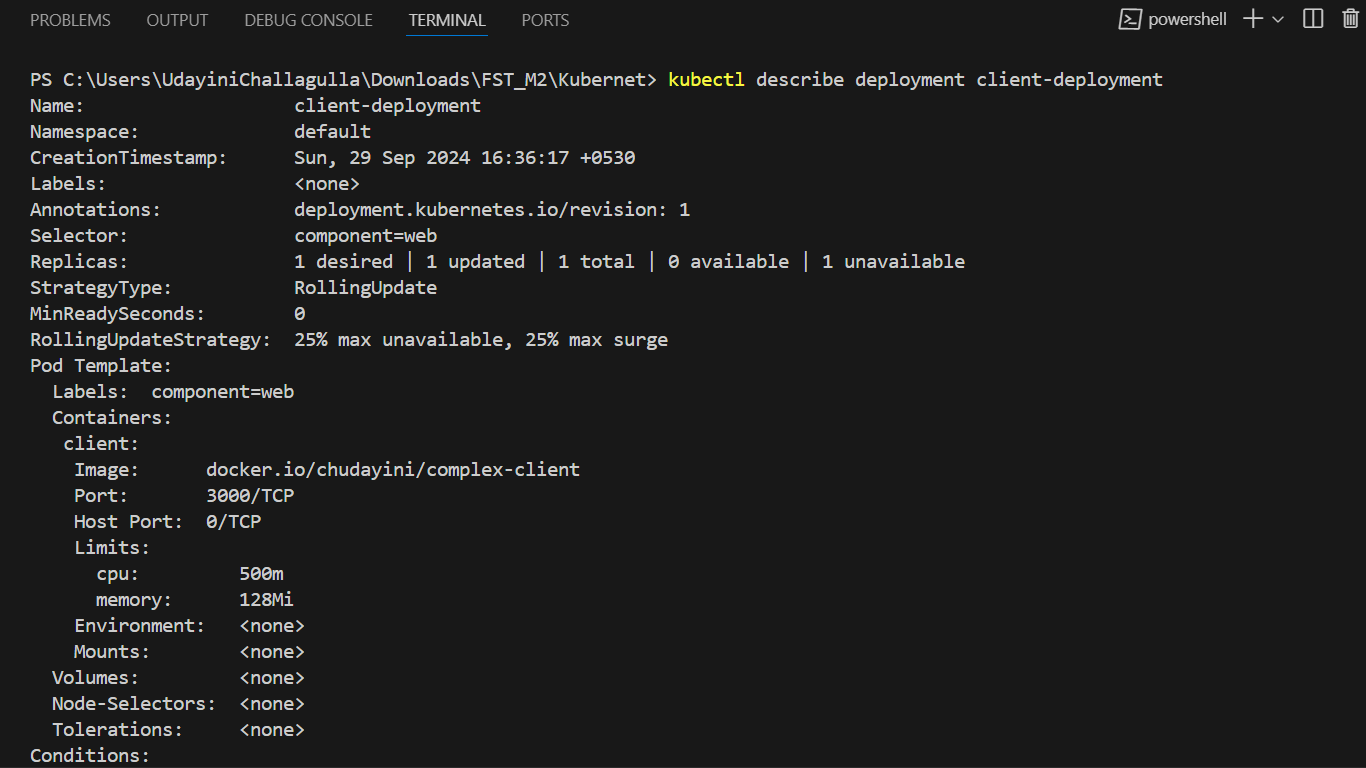 PROBLEMS OUTPUT DEBUG CONSOLE TERMINAL PORTS powershell
PS C:\Users\UdayiniChallagulla\Downloads\FST_M2\Kubernet> kubectl describe deployment client-deployment
Name: client-deployment
Namespace: default
CreationTimestamp: Sun, 29 Sep 2024 16:36:17 +0530
Labels: <none>
Annotations: deployment.kubernetes.io/revision: 1
Selector: component=web
Replicas: 1 desired | 1 updated | 1 total | 0 available | 1 unavailable
StrategyType: RollingUpdate
MinReadySeconds: 0
RollingUpdateStrategy: 25% max unavailable, 25% max surge
Pod Template:
Labels: component=web
Containers:
client:
Image: docker.io/chudayini/complex-client
Port: 3000/TCP
Host Port: 0/TCP
Limits:
cpu: 500m
memory: 128Mi
Environment: <none>
Mounts: <none>
Volumes: <none>
Node-Selectors: <none>
Tolerations: <none>
Conditions: